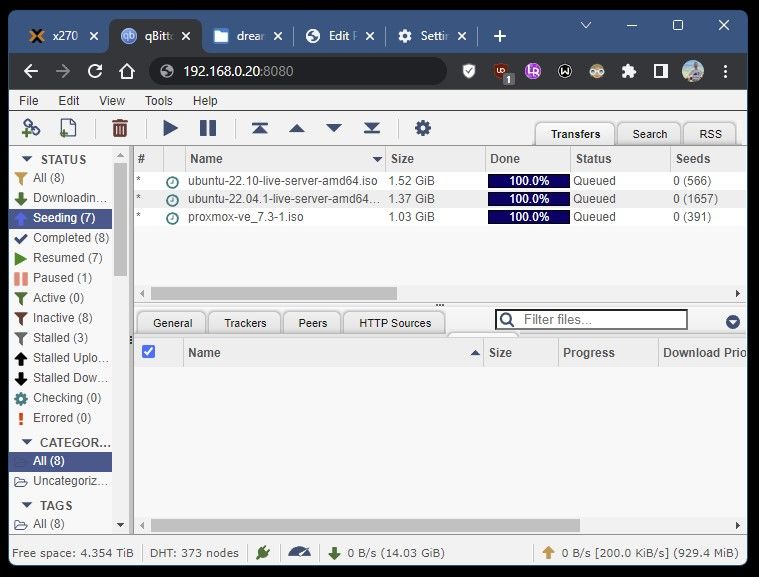 x270
qBitto
drear
Edit F
Settir
192.168.0.20:8080
1
File Edit View Tools Help
Transfers Search RSS
STATUS
All (8)
Downloadin...
Seeding (7)
Completed (8)
Resumed (7)
Paused (1)
Active (0)
Inactive (8)
Stalled (3)
Stalled Uplo...
Stalled Dow...
Checking (0)
Errored (0)
CATEGOR...
All (8)
Uncategoriz...
TAGS
All (8)
# Name Size Done Status Seeds
* ubuntu-22.10-live-server-amd64.iso 1.52 GiB 100.0% Queued 0 (566)
* ubuntu-22.04.1-live-server-amd64... 1.37 GiB 100.0% Queued 0 (1657)
* proxmox-ve_7.3-1.iso 1.03 GiB 100.0% Queued 0 (391)
General Trackers Peers HTTP Sources
Filter files...
Name Size Progress Download Prio
Free space: 4.354 TiB DHT: 373 nodes 0 B/s (14.03 GiB) 0 B/s [200.0 KiB/s] (929.4 MiB)